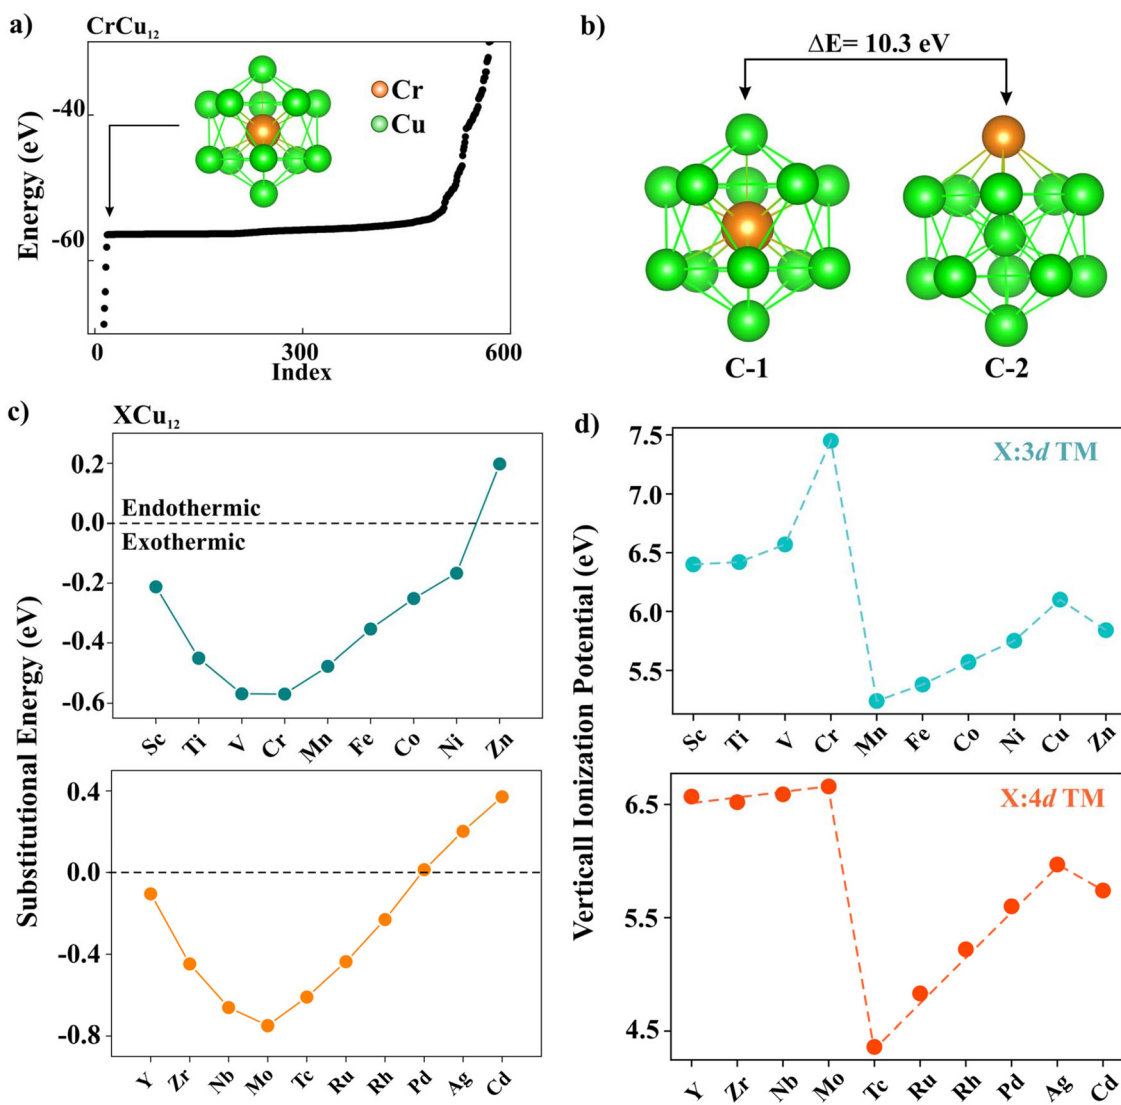 a)
CrCu₁₂
Energy (eV)
-40
-60
0
300
600
Index
Cr
Cu
b)
ΔE= 10.3 eV
C-1
C-2
c)
XCu₁₂
Substitutional Energy (eV)
0.2
0.0
-0.2
-0.4
-0.6
Endothermic
Exothermic
Sc Ti V Cr Mn Fe Co Ni Zn
0.4
0.0
-0.4
-0.8
Y Zr Nb Mo Tc Ru Rh Pd Ag Cd
d)
Verticall Ionization Potential (eV)
7.5
7.0
6.5
6.0
5.5
X:3d TM
Sc Ti V Cr Mn Fe Co Ni Cu Zn
6.5
5.5
4.5
X:4d TM
Y Zr Nb Mo Tc Ru Rh Pd Ag Cd